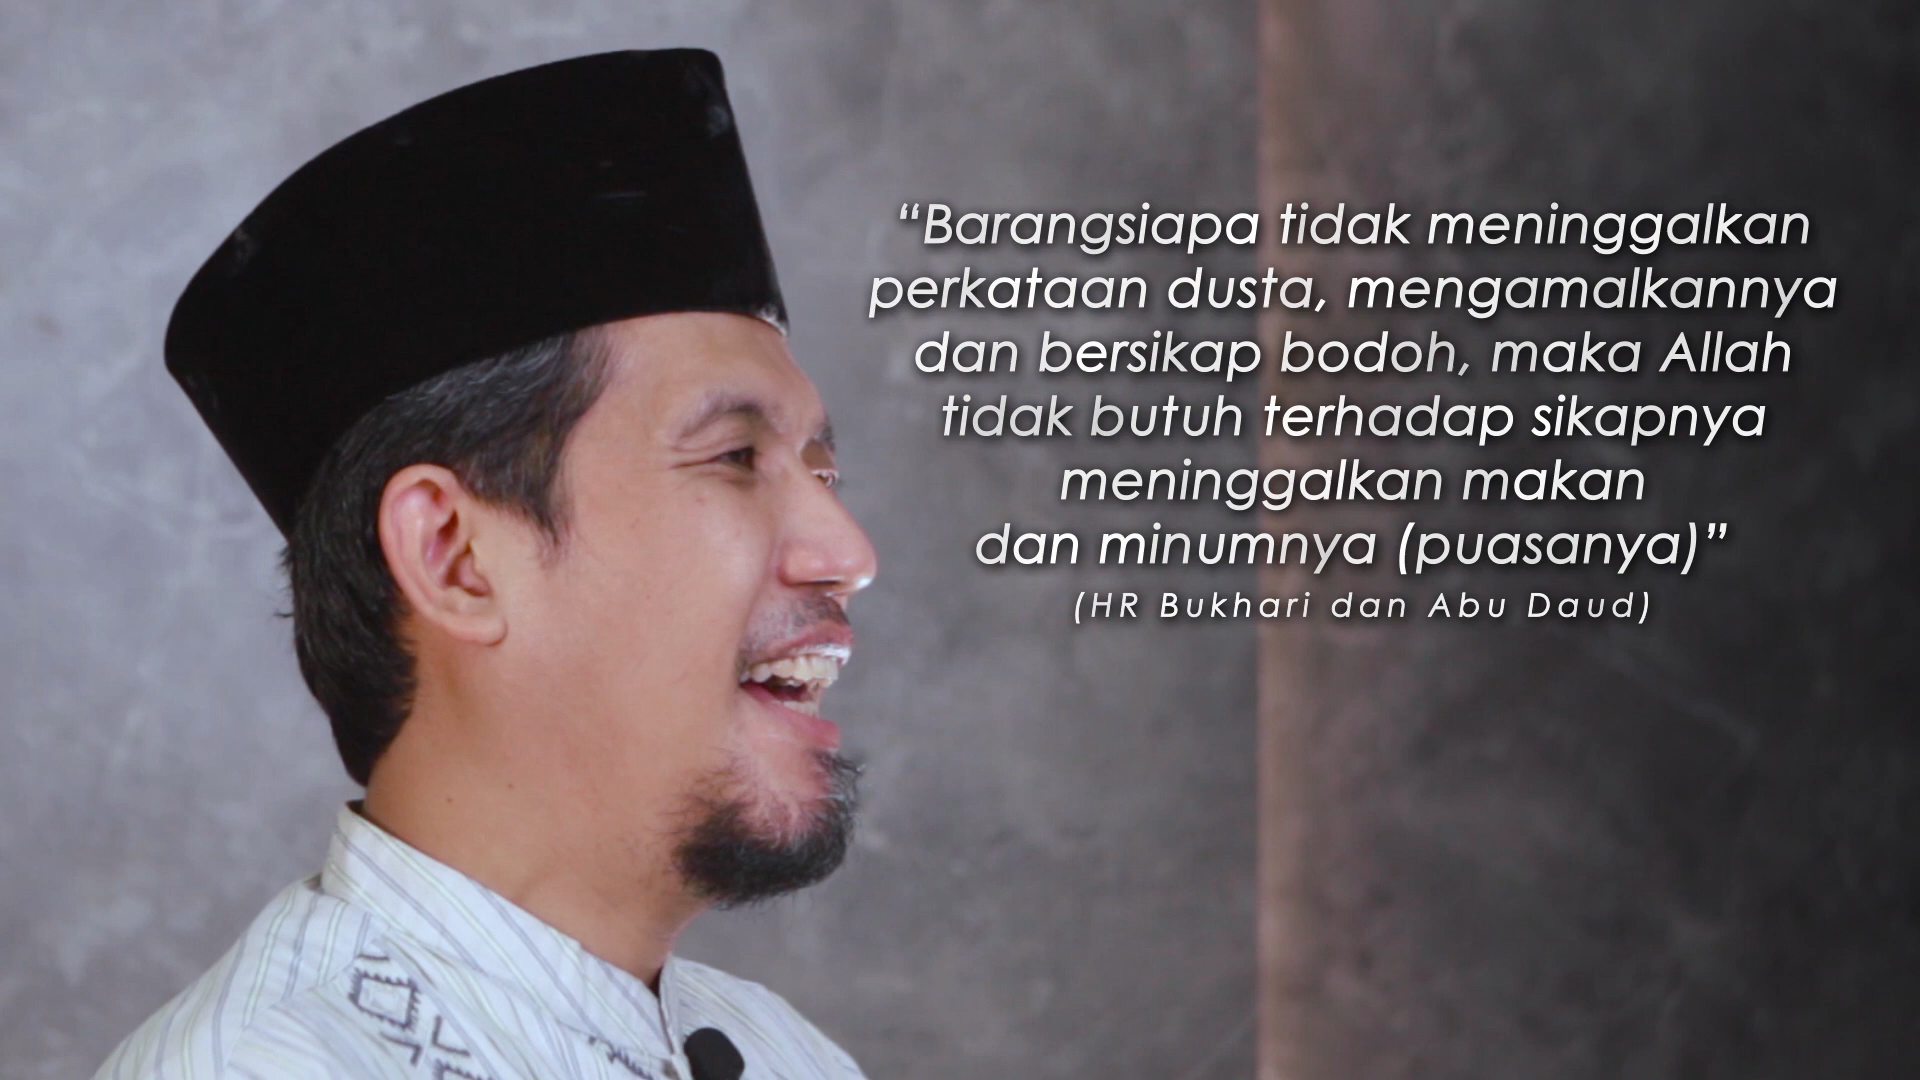 “Barangsiapa tidak meninggalkan
perkataan dusta, mengamalkannya
dan bersikap bodoh, maka Allah
tidak butuh terhadap sikapnya
meninggalkan makan
dan minumnya (puasanya)”
(HR Bukhari dan Abu Daud)